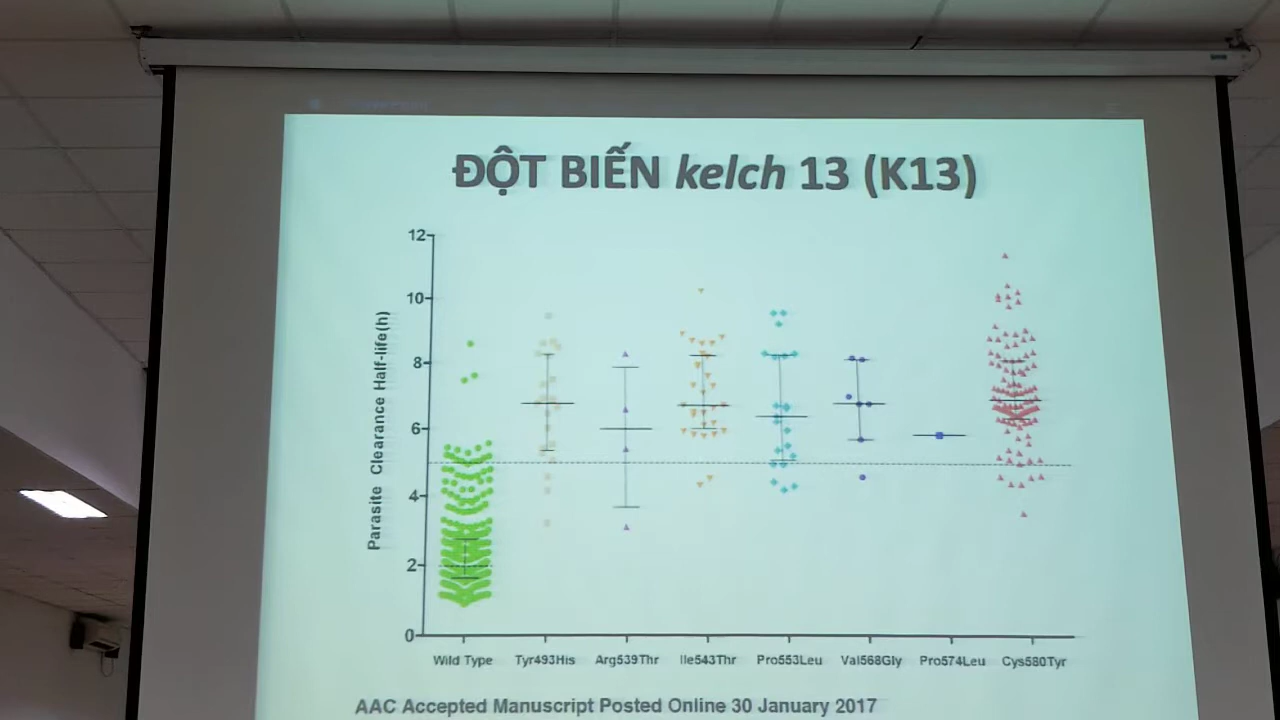 ĐỘT BIẾN kelch 13 (K13)
12
10
8
6
4
2
0
Parasite Clearance Half-life(h)
Wild Type Tyr493His Arg539Thr Ile543Thr Pro553Leu Val568Gly Pro574Leu Cys580Tyr
AAC Accepted Manuscript Posted Online 30 January 2017